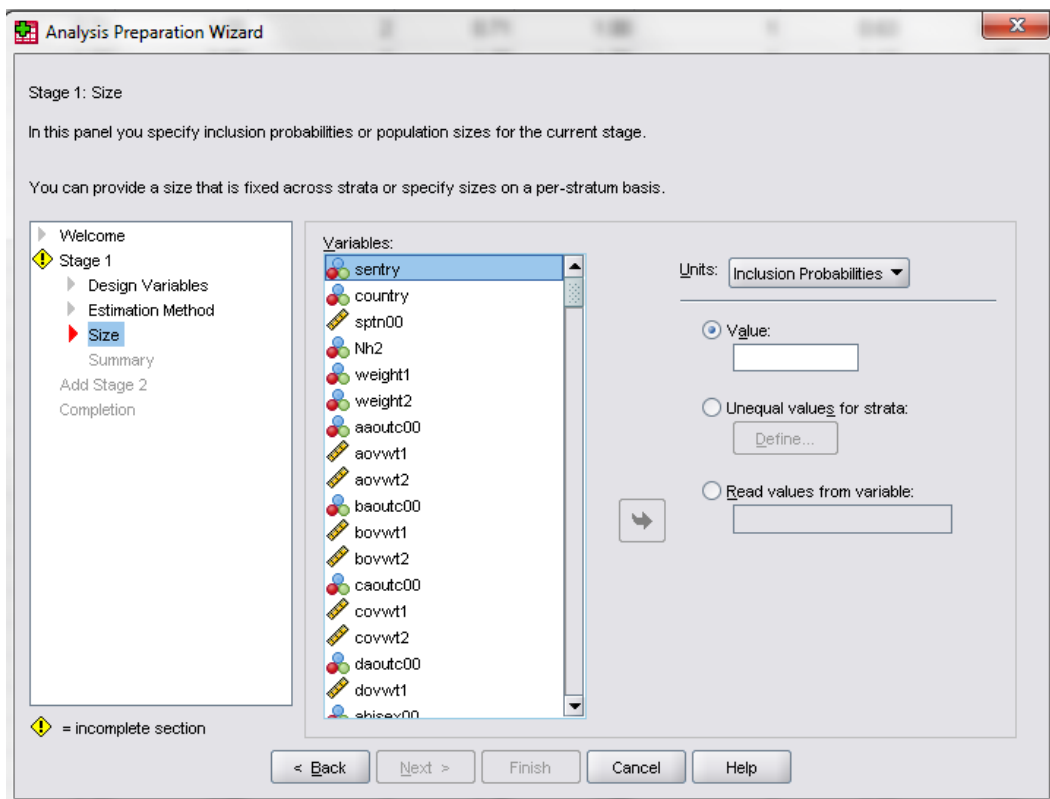 Analysis Preparation Wizard
Stage 1: Size
In this panel you specify inclusion probabilities or population sizes for the current stage.
You can provide a size that is fixed across strata or specify sizes on a per-stratum basis.
Welcome
Stage 1
Design Variables
Estimation Method
Size
Summary
Add Stage 2
Completion
= incomplete section
Variables:
sentry
country
sptn00
Nh2
weight1
weight2
aaoutc00
aovwt1
aovwt2
baoutc00
bovwt1
bovwt2
caoutc00
covwt1
covwt2
daoutc00
dovwt1
ahisex00
Units: Inclusion Probabilities
Value:
Unequal values for strata:
Define...
Read values from variable:
< Back Next > Finish Cancel Help